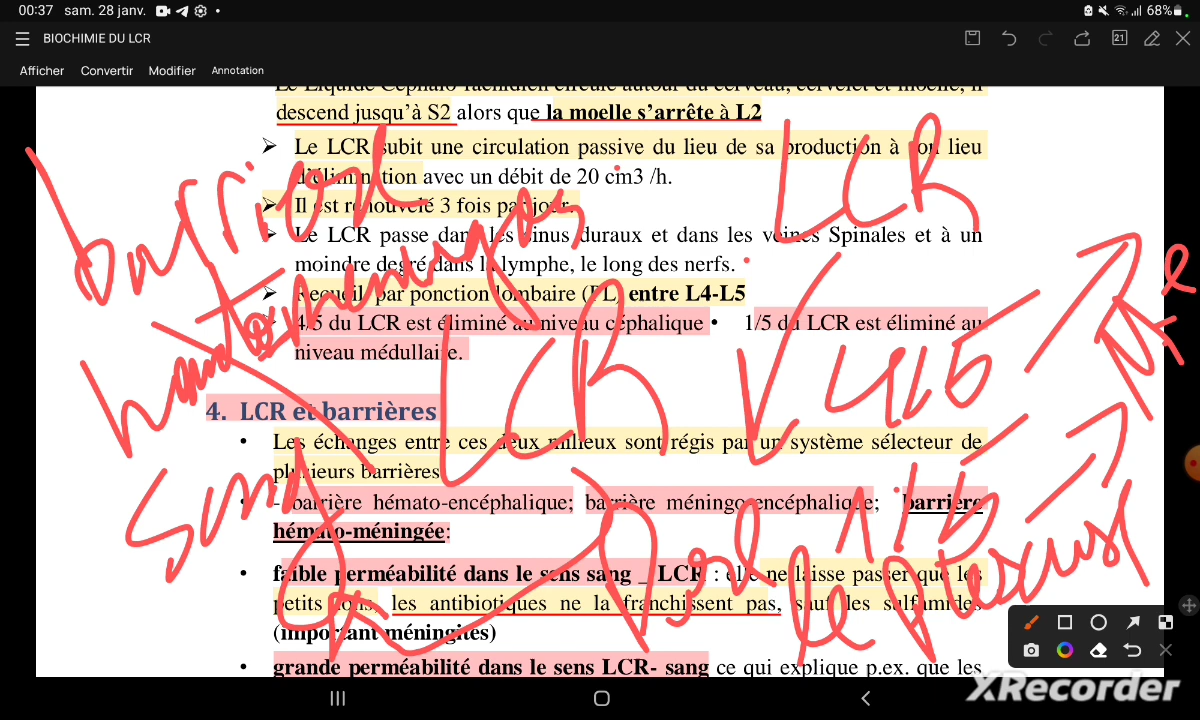 00:37 sam. 28 janv. 68%
BIOCHIMIE DU LCR
21
Afficher Convertir Modifier Annotation
Le Liquide Céphalo
descend jusqu'à S2 alors que la moelle s'arrête à L2
➢ Le LCR subit une circulation passive du lieu de sa production à son lieu
d'élimination avec un débit de 20 cm3 /h.
➢ Il est renouvelé 3 fois par jour.
➢ Le LCR passe dans les sinus duraux et dans les veines Spinales et à un
moindre degré dans la lymphe, le long des nerfs.
➢ Recueil par ponction lombaire (PL) entre L4-L5
➢ 4/5 du LCR est éliminé au niveau céphalique • 1/5 du LCR est éliminé au
niveau médullaire.
4. LCR et barrières
• Les échanges entre ces deux milieux sont régis par un système sélecteur de
plusieurs barrières
- barrière hémato-encéphalique; barrière méningo-encéphalique; barrière
hémato-méningée:
• faible perméabilité dans le sens sang _ LCR : elle ne laisse passer que les
petits ions, les antibiotiques ne la franchissent pas, sauf les sulfamides
(important méningites)
• grande perméabilité dans le sens LCR- sang ce qui explique p.ex. que les
LCR
LCR
sang
XRecorder